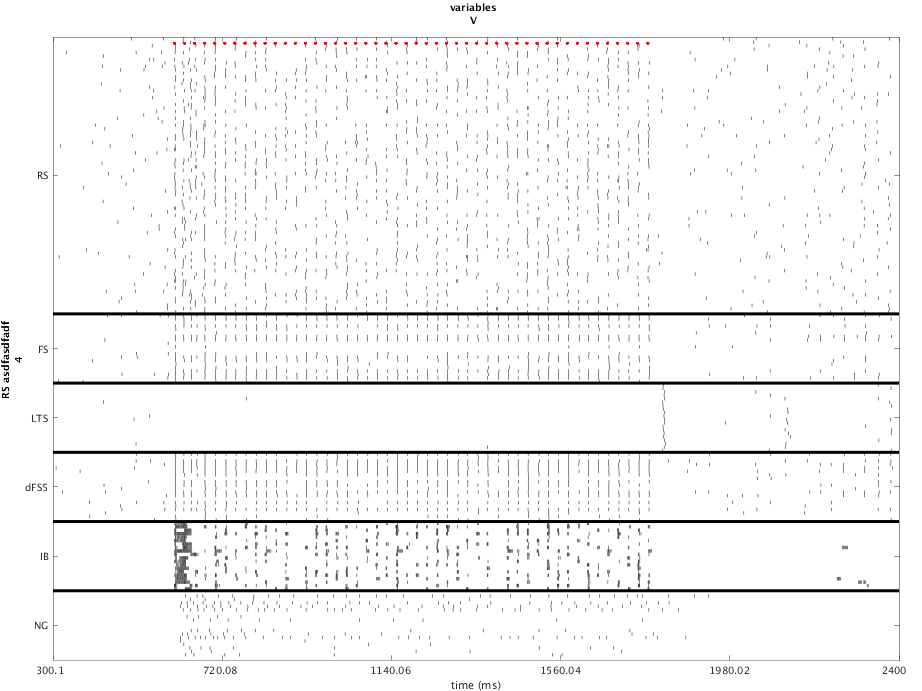 variables
V
RS
FS
LTS
dFS5
IB
NG
RS asdfasdfadf
4
300.1 720.08 1140.06 1560.04 1980.02 2400
time (ms)